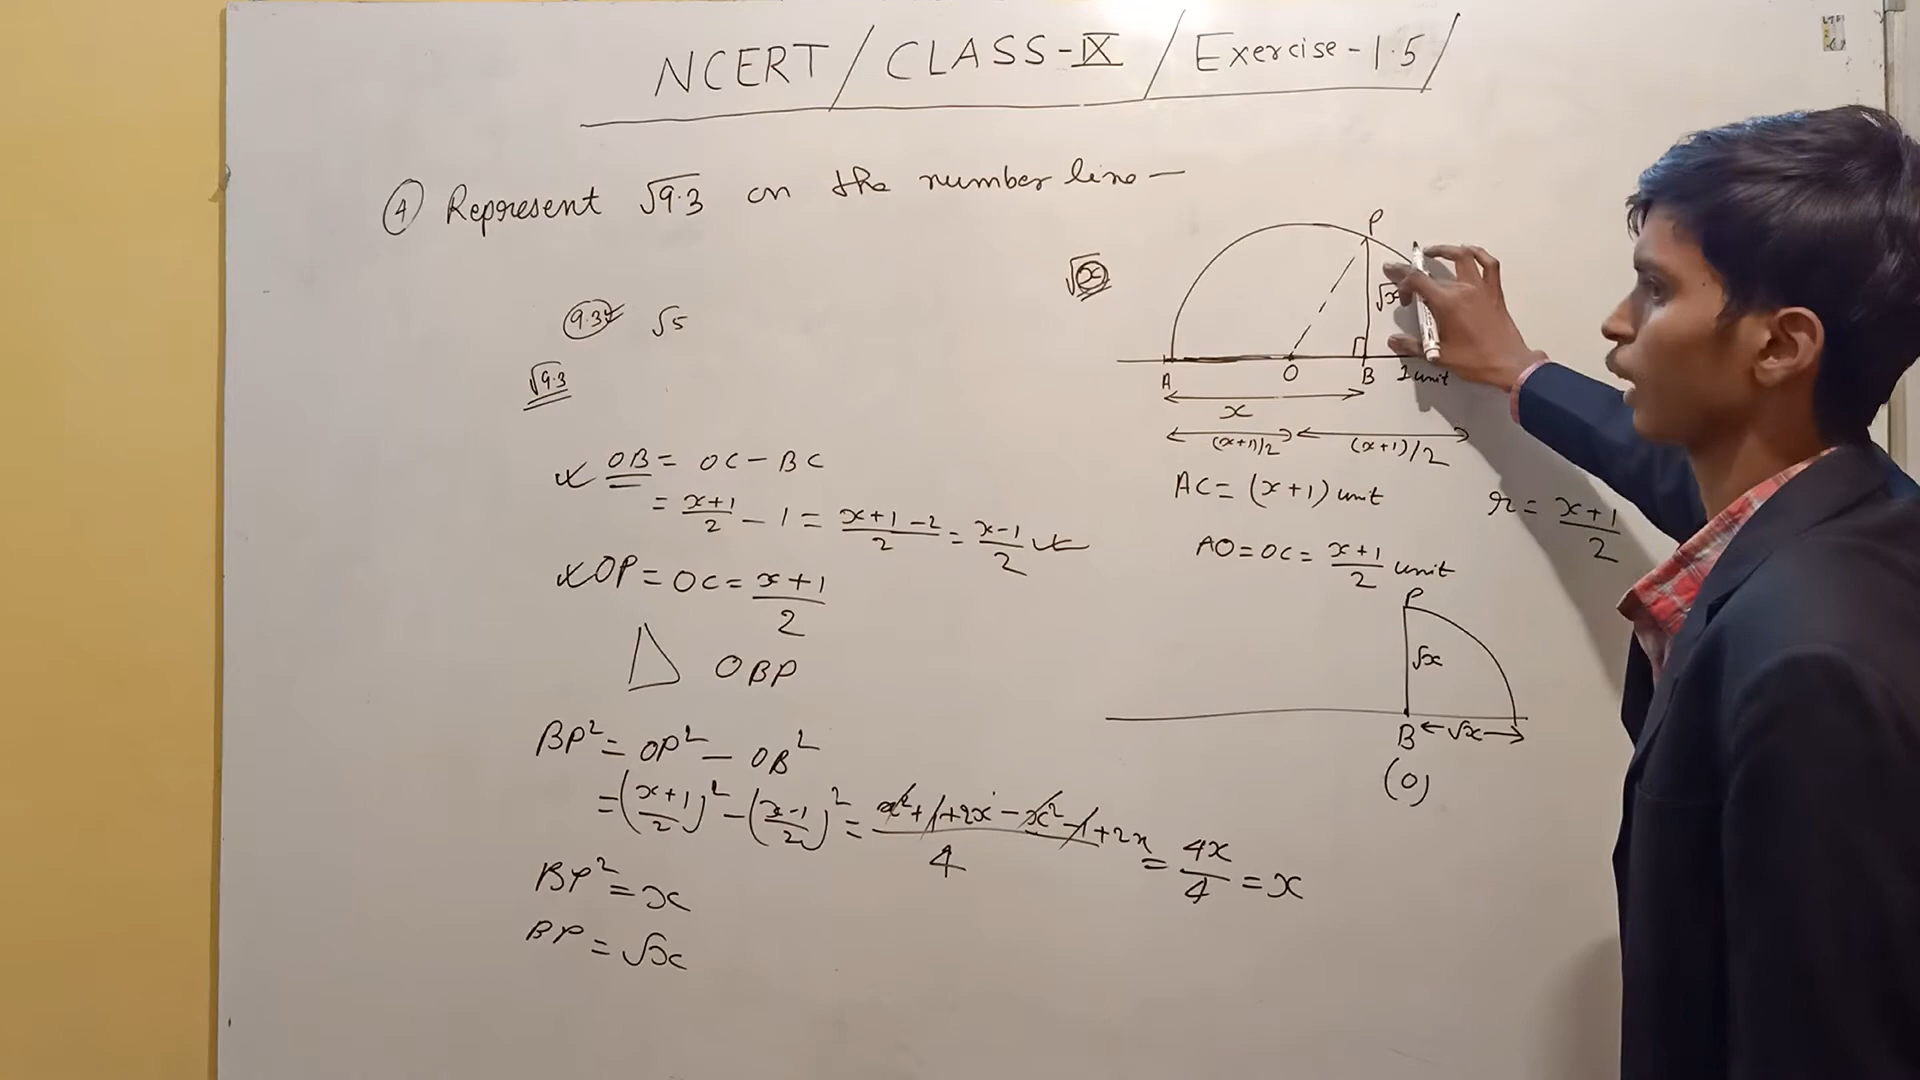 NCERT / CLASS-IX / Exercise-1.5 /
④ Represent √9.3 on the number line—
P
√x
√x
A O B 1 unit
x
(x+1)/2 (x+1)/2
AC = (x+1) unit
r = x+1/2
AO = OC = x+1/2 unit
P
√x
B ←√x→
(0)
9.3 √5
√9.3
OB = OC - BC
= x+1/2 - 1 = x+1-2/2 = x-1/2
OP = OC = x+1/2
OBP
BP² = OP² - OB²
= (x+1/2)² - (x-1/2)² = x²+1+2x-x²-1+2x/4 = 4x/4 = x
BP² = x
BP = √x